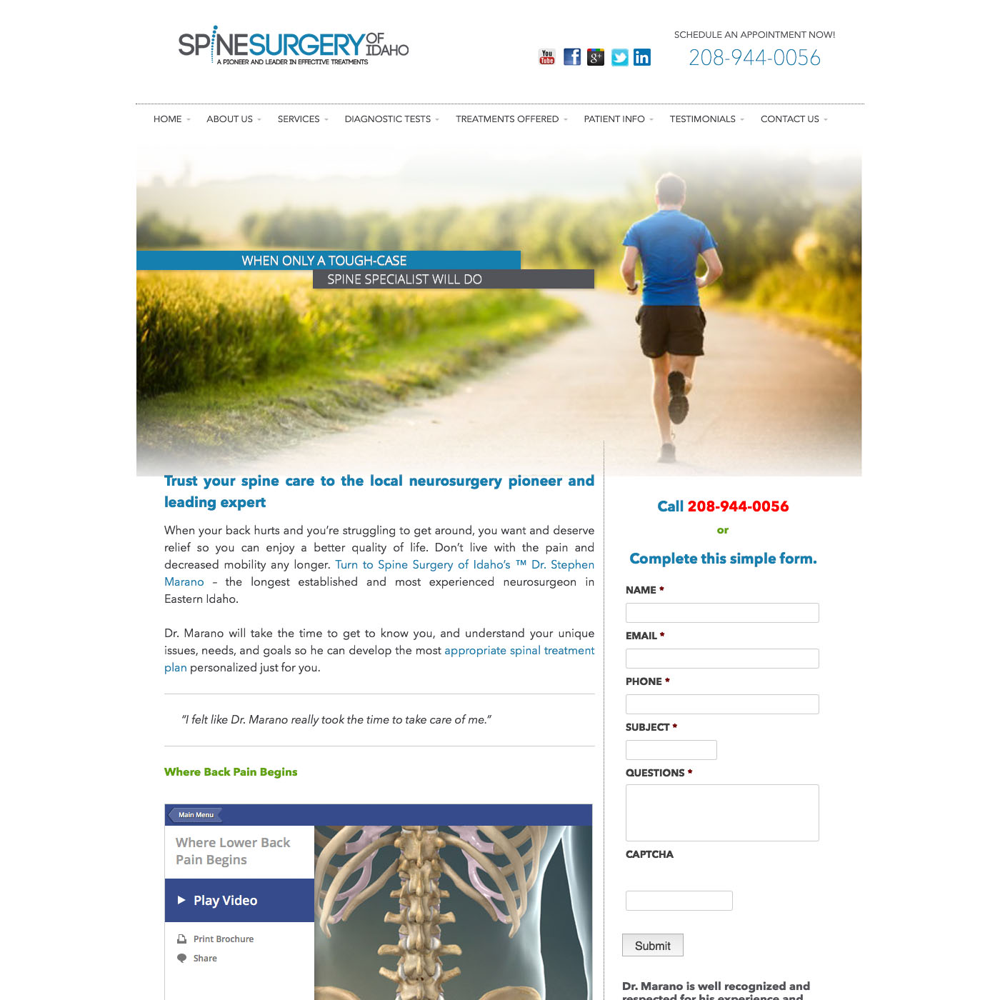 SPINESURGERY OF IDAHO
A PIONEER AND LEADER IN EFFECTIVE TREATMENTS
You Tube
f
g+
in
SCHEDULE AN APPOINTMENT NOW!
208-944-0056
HOME ABOUT US SERVICES DIAGNOSTIC TESTS TREATMENTS OFFERED PATIENT INFO TESTIMONIALS CONTACT US
WHEN ONLY A TOUGH-CASE
SPINE SPECIALIST WILL DO
Trust your spine care to the local neurosurgery pioneer and
leading expert
When your back hurts and you’re struggling to get around, you want and deserve
relief so you can enjoy a better quality of life. Don’t live with the pain and
decreased mobility any longer. Turn to Spine Surgery of Idaho’s ™ Dr. Stephen
Marano – the longest established and most experienced neurosurgeon in
Eastern Idaho.
Dr. Marano will take the time to get to know you, and understand your unique
issues, needs, and goals so he can develop the most appropriate spinal treatment
plan personalized just for you.
“I felt like Dr. Marano really took the time to take care of me.”
Where Back Pain Begins
Main Menu
Where Lower Back
Pain Begins
Play Video
Print Brochure
Share
Call 208-944-0056
or
Complete this simple form.
NAME *
EMAIL *
PHONE *
SUBJECT *
QUESTIONS *
CAPTCHA
Submit
Dr. Marano is well recognized and
respected for his experience and